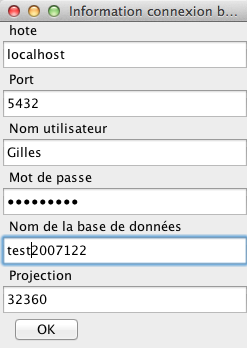 Information connexion b...
hote
localhost
Port
5432
Nom utilisateur
Gilles
Mot de passe
•••••••••
Nom de la base de données
test2007122
Projection
32360
OK